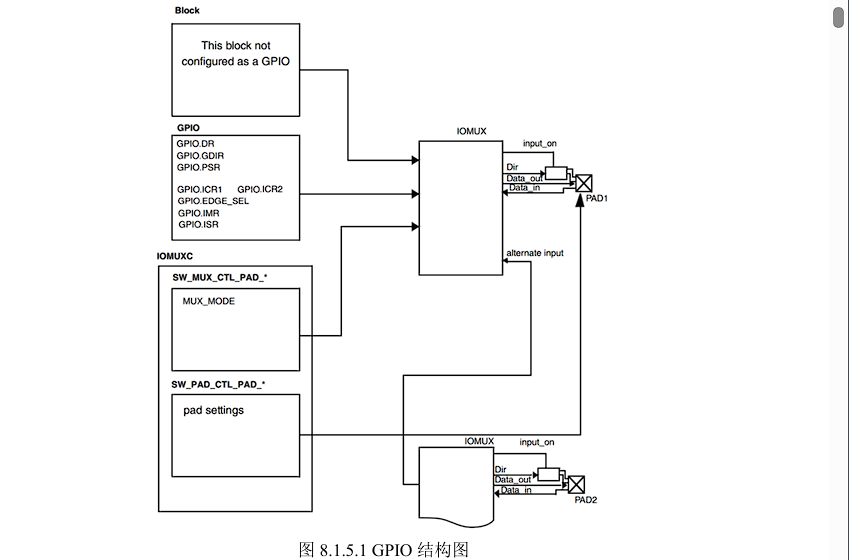 Block
This block not
configured as a GPIO
GPIO
GPIO.DR
GPIO.GDIR
GPIO.PSR
GPIO.ICR1 GPIO.ICR2
GPIO.EDGE_SEL
GPIO.IMR
GPIO.ISR
IOMUXC
SW_MUX_CTL_PAD_*
MUX_MODE
SW_PAD_CTL_PAD_*
pad settings
IOMUX
input_on
Dir
Data_out
Data_in
PAD1
alternate input
IOMUX
input_on
Dir
Data_out
Data_in
PAD2
图 8.1.5.1 GPIO 结构图